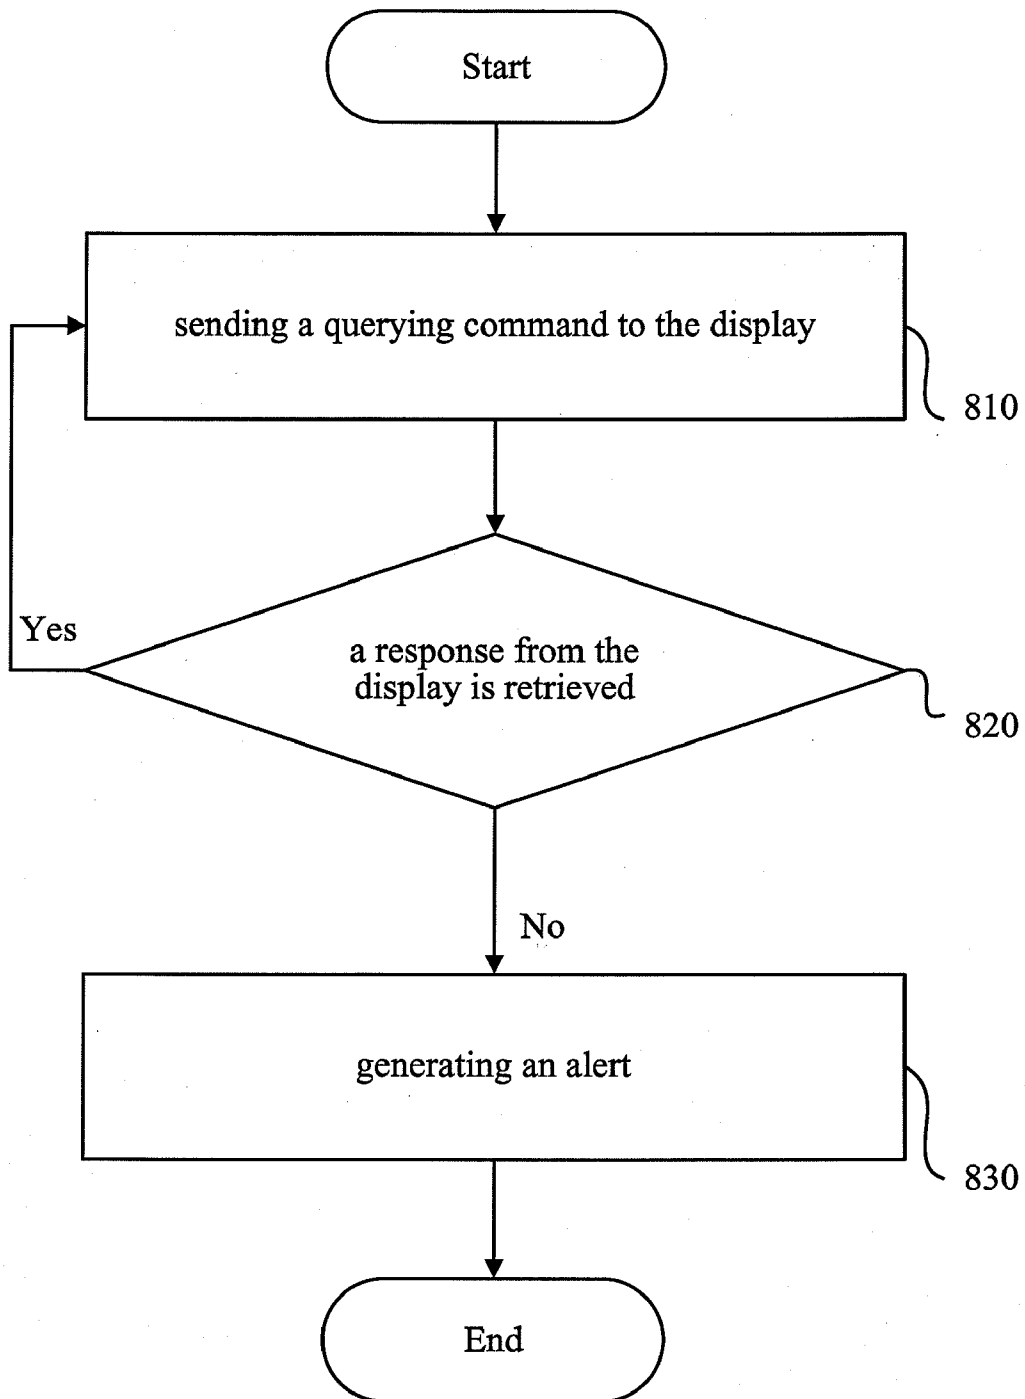 Start
sending a querying command to the display
810
Yes
a response from the
display is retrieved
820
No
generating an alert
830
End